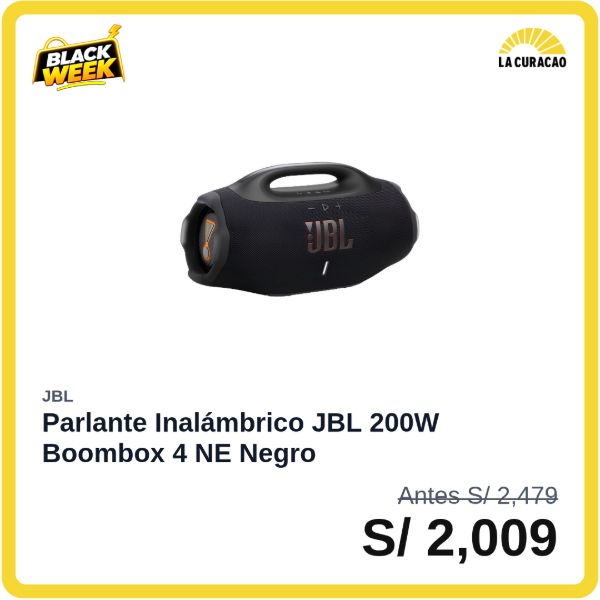 BLACK
WEEK
LA CURACAO
JBL
JBL
Parlante Inalámbrico JBL 200W
Boombox 4 NE Negro
Antes S/ 2,479
S/ 2,009